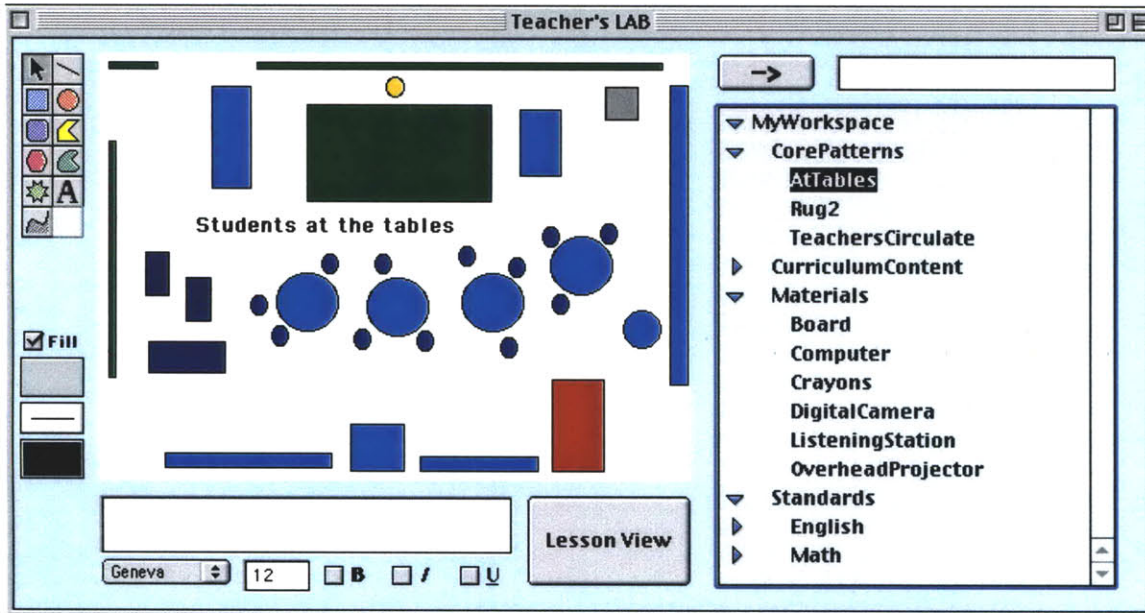 Teacher's LAB
A
Students at the tables
Fill
Geneva
12
B
I
U
Lesson View
->
MyWorkspace
CorePatterns
AtTables
Rug2
TeachersCirculate
CurriculumContent
Materials
Board
Computer
Crayons
DigitalCamera
ListeningStation
OverheadProjector
Standards
English
Math